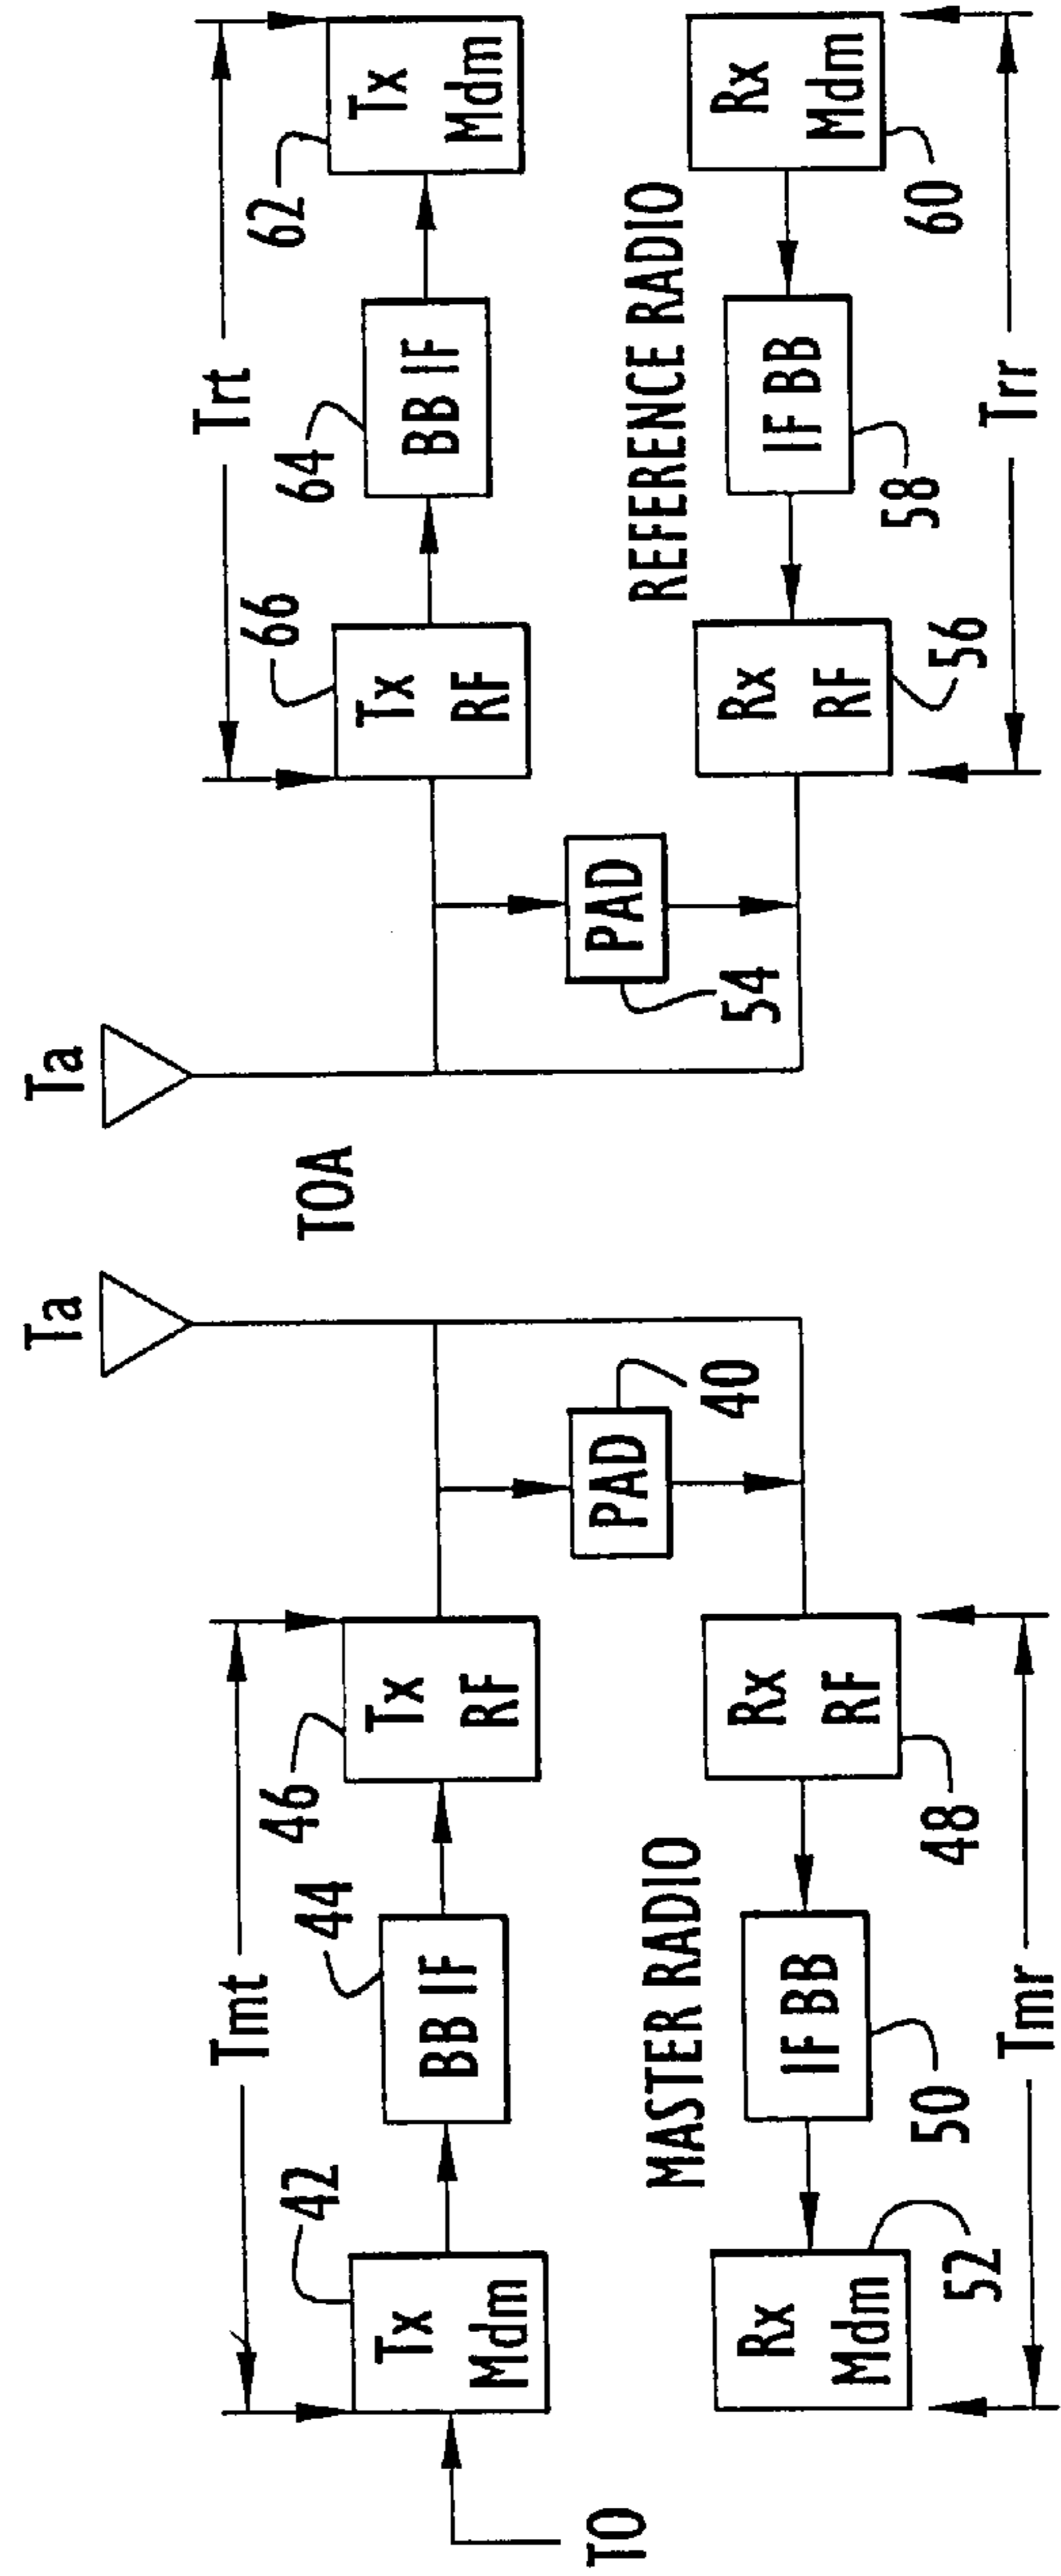 Ta
Ta
Tmt
Trt
46
44
42
66
64
62
TOA
Tx
Mdm
BB IF
Tx
RF
Tx
RF
BB IF
Tx
Mdm
TO
PAD
40
PAD
54
MASTER RADIO
REFERENCE RADIO
Rx
Mdm
IF BB
Rx
RF
Rx
RF
IF BB
Rx
Mdm
52
50
48
56
58
60
Tmr
Trr